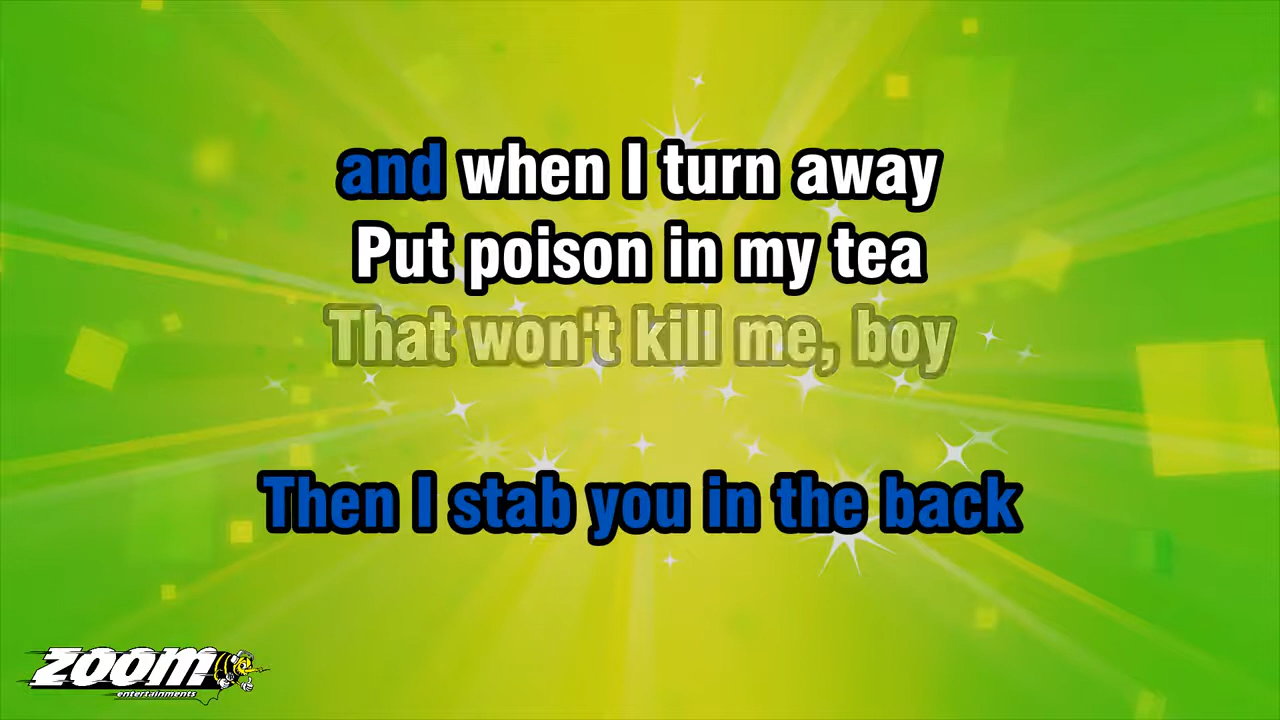 and when I turn away
Put poison in my tea
That won't kill me, boy
Then I stab you in the back
ZOOM
entertainments